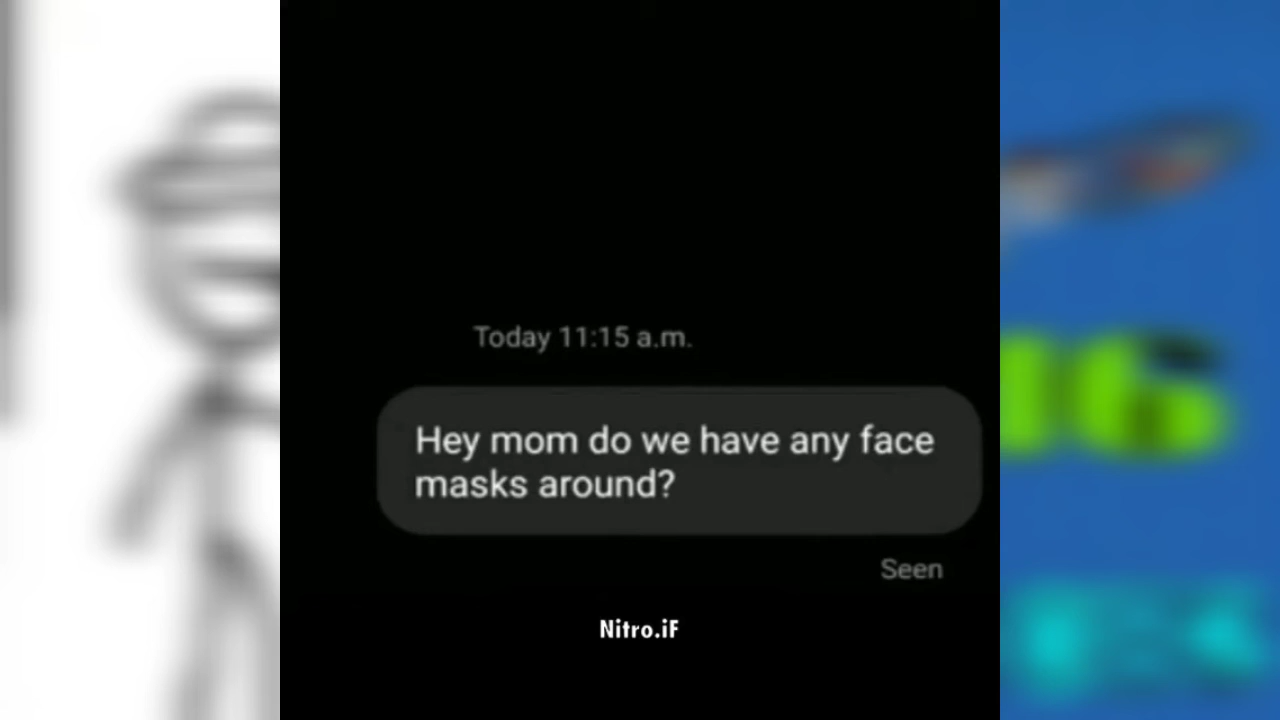 Today 11:15 a.m.
Hey mom do we have any face
masks around?
Seen
Nitro.iF